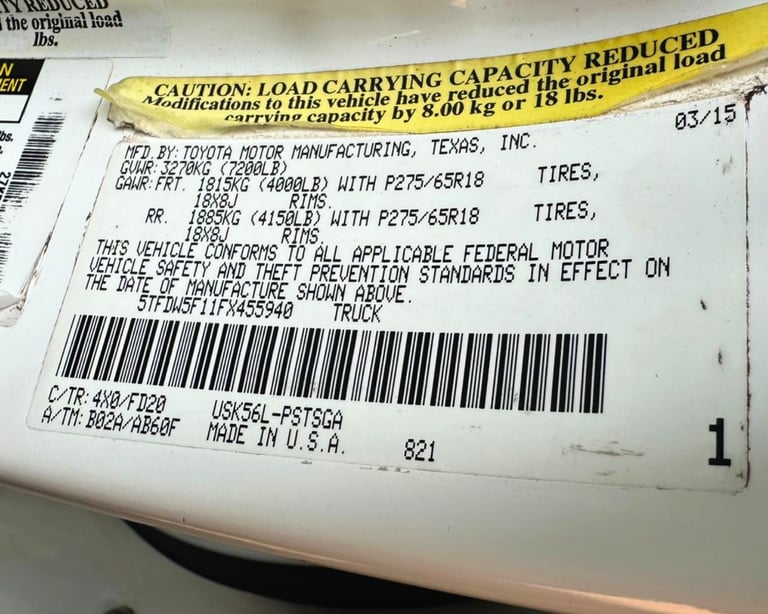 TY REDUCED
the original load
lbs.
N
ENT
lbs.
CAUTION: LOAD CARRYING CAPACITY REDUCED
Modifications to this vehicle have reduced the original load
carrying capacity by 8.00 kg or 18 lbs.
03/15
MFD.BY:TOYOTA MOTOR MANUFACTURING, TEXAS, INC.
GVWR:3270KG (7200LB)
GAWR:FRT. 1815KG (4000LB) WITH P275/65R18 TIRES,
18X8J RIMS.
RR. 1885KG (4150LB) WITH P275/65R18 TIRES,
18X8J RIMS.
THIS VEHICLE CONFORMS TO ALL APPLICABLE FEDERAL MOTOR
VEHICLE SAFETY AND THEFT PREVENTION STANDARDS IN EFFECT ON
THE DATE OF MANUFACTURE SHOWN ABOVE.
5TFDW5F11FX455940 TRUCK
C/TR:4X0/FD20 USK56L-PSTSGA
A/TM:B02A/AB60F MADE IN U.S.A. 821
1